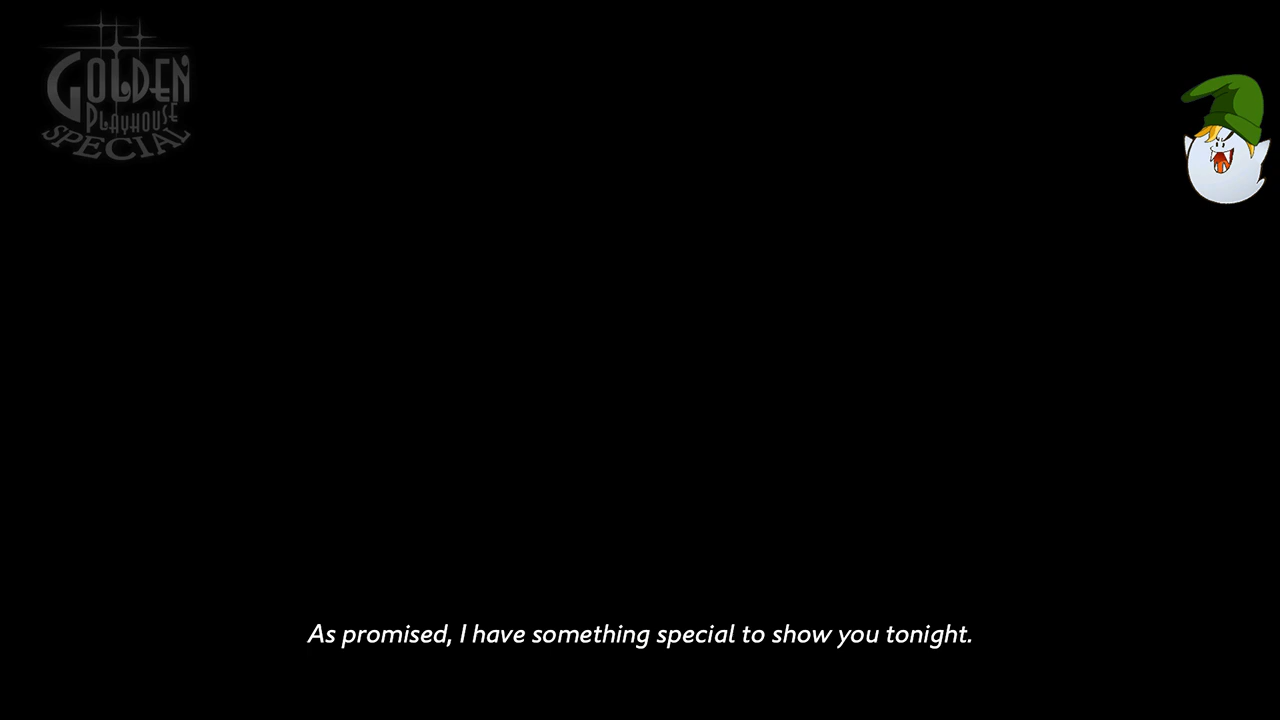 GOLDEN
PLAYHOUSE
SPECIAL
As promised, I have something special to show you tonight.